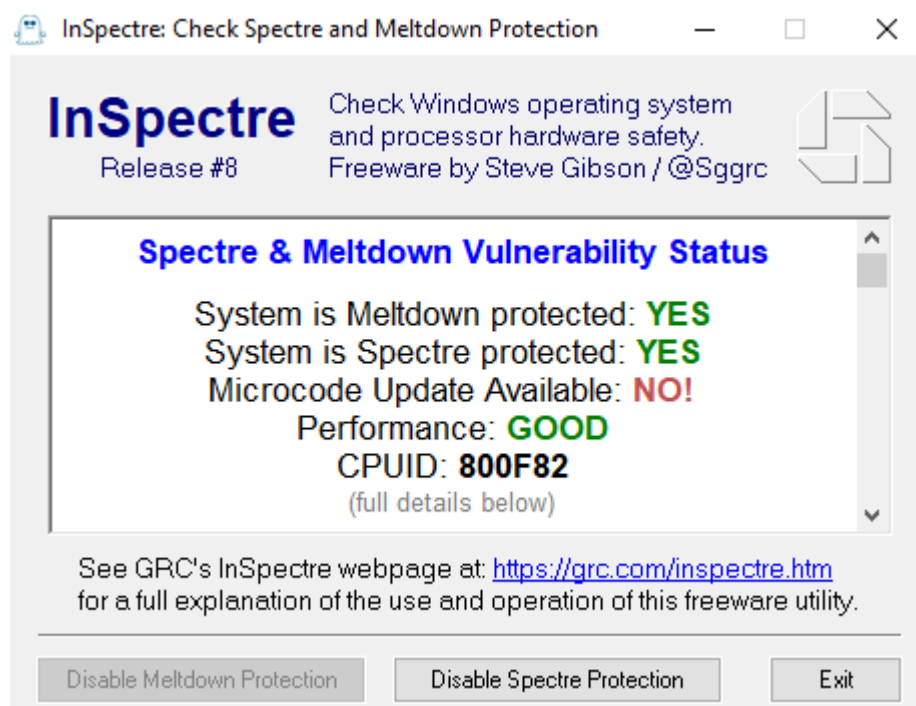 InSpectre: Check Spectre and Meltdown Protection
InSpectre
Release #8
Check Windows operating system
and processor hardware safety.
Freeware by Steve Gibson / @Sggrc
Spectre & Meltdown Vulnerability Status
System is Meltdown protected: YES
System is Spectre protected: YES
Microcode Update Available: NO!
Performance: GOOD
CPUID: 800F82
(full details below)
See GRC's InSpectre webpage at: https://grc.com/inspectre.htm
for a full explanation of the use and operation of this freeware utility.
Disable Meltdown Protection
Disable Spectre Protection
Exit